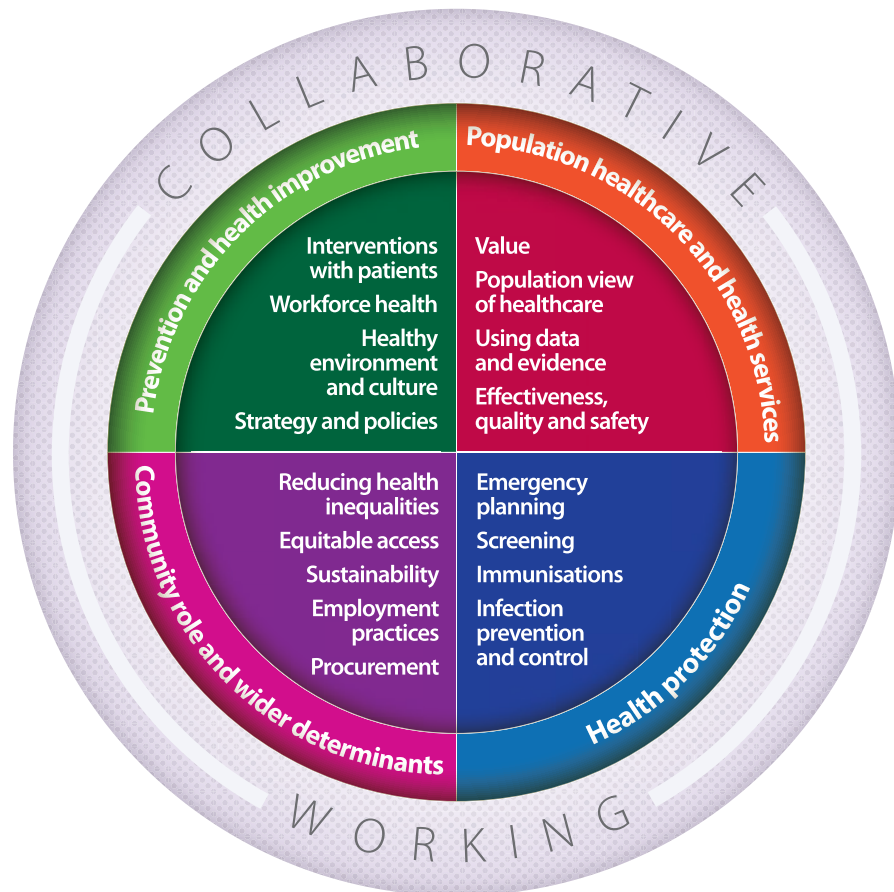 COLLABORATIVE
Prevention and health improvement
Population healthcare and health services
Interventions
with patients
Workforce health
Healthy
environment
and culture
Strategy and policies
Value
Population view
of healthcare
Using data
and evidence
Effectiveness,
quality and safety
Community role and wider determinants
Reducing health
inequalities
Equitable access
Sustainability
Employment
practices
Procurement
Emergency
planning
Screening
Immunisations
Infection
prevention
and control
Health protection
WORKING